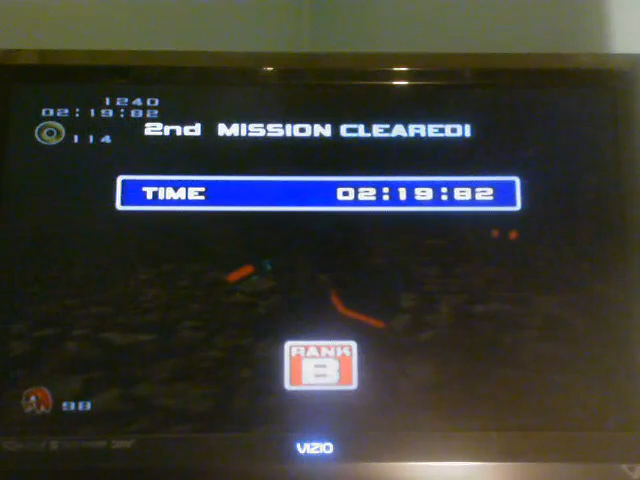 1240
02:19:82
114
2nd MISSION CLEARED!
TIME 02:19:82
RANK
B
98
VIZIO